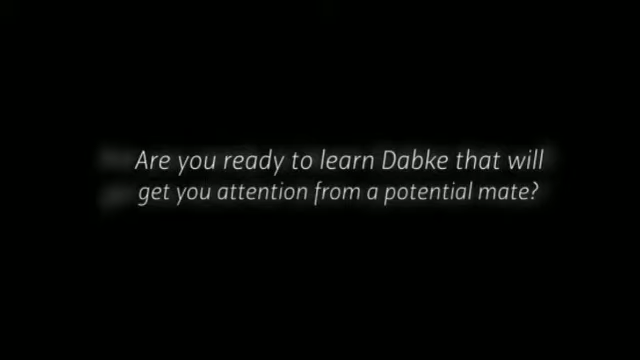 Are you ready to learn Dabke that will
get you attention from a potential mate?